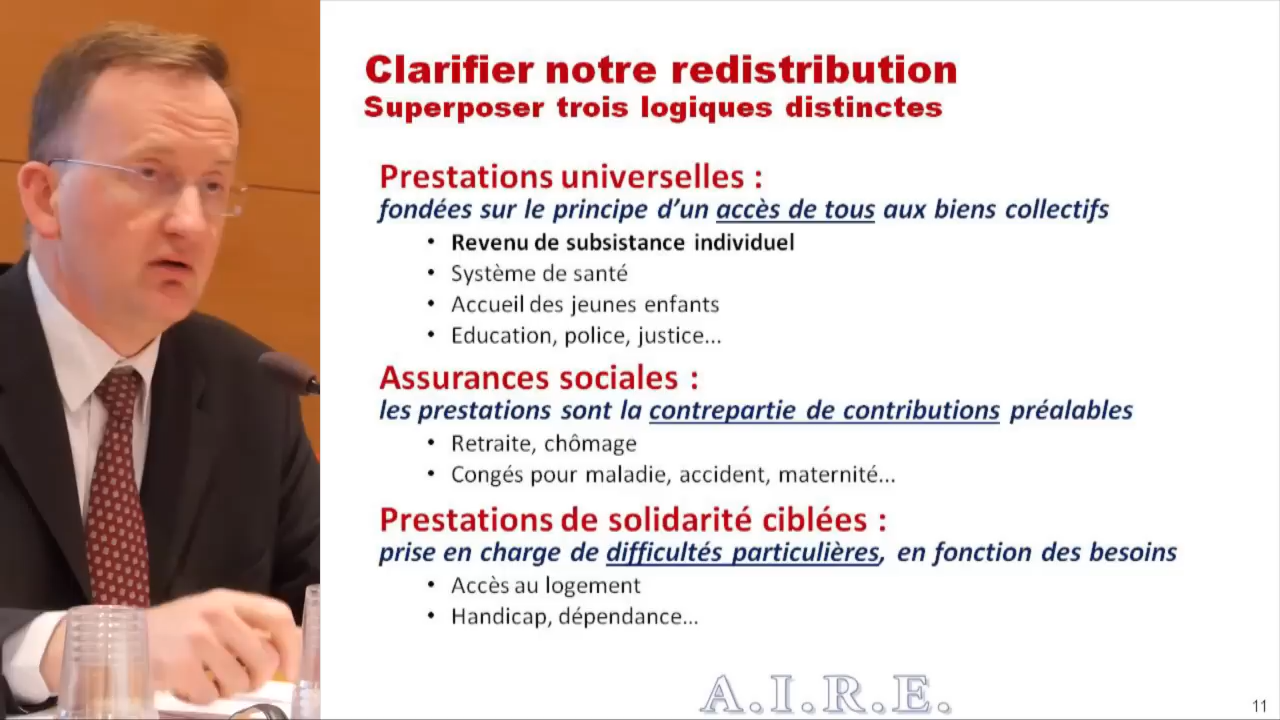 Clarifier notre redistribution
Superposer trois logiques distinctes
Prestations universelles :
fondées sur le principe d'un accès de tous aux biens collectifs
• Revenu de subsistance individuel
• Système de santé
• Accueil des jeunes enfants
• Education, police, justice...
Assurances sociales :
les prestations sont la contrepartie de contributions préalables
• Retraite, chômage
• Congés pour maladie, accident, maternité...
Prestations de solidarité ciblées :
prise en charge de difficultés particulières, en fonction des besoins
• Accès au logement
• Handicap, dépendance...
A.I.R.E.
11